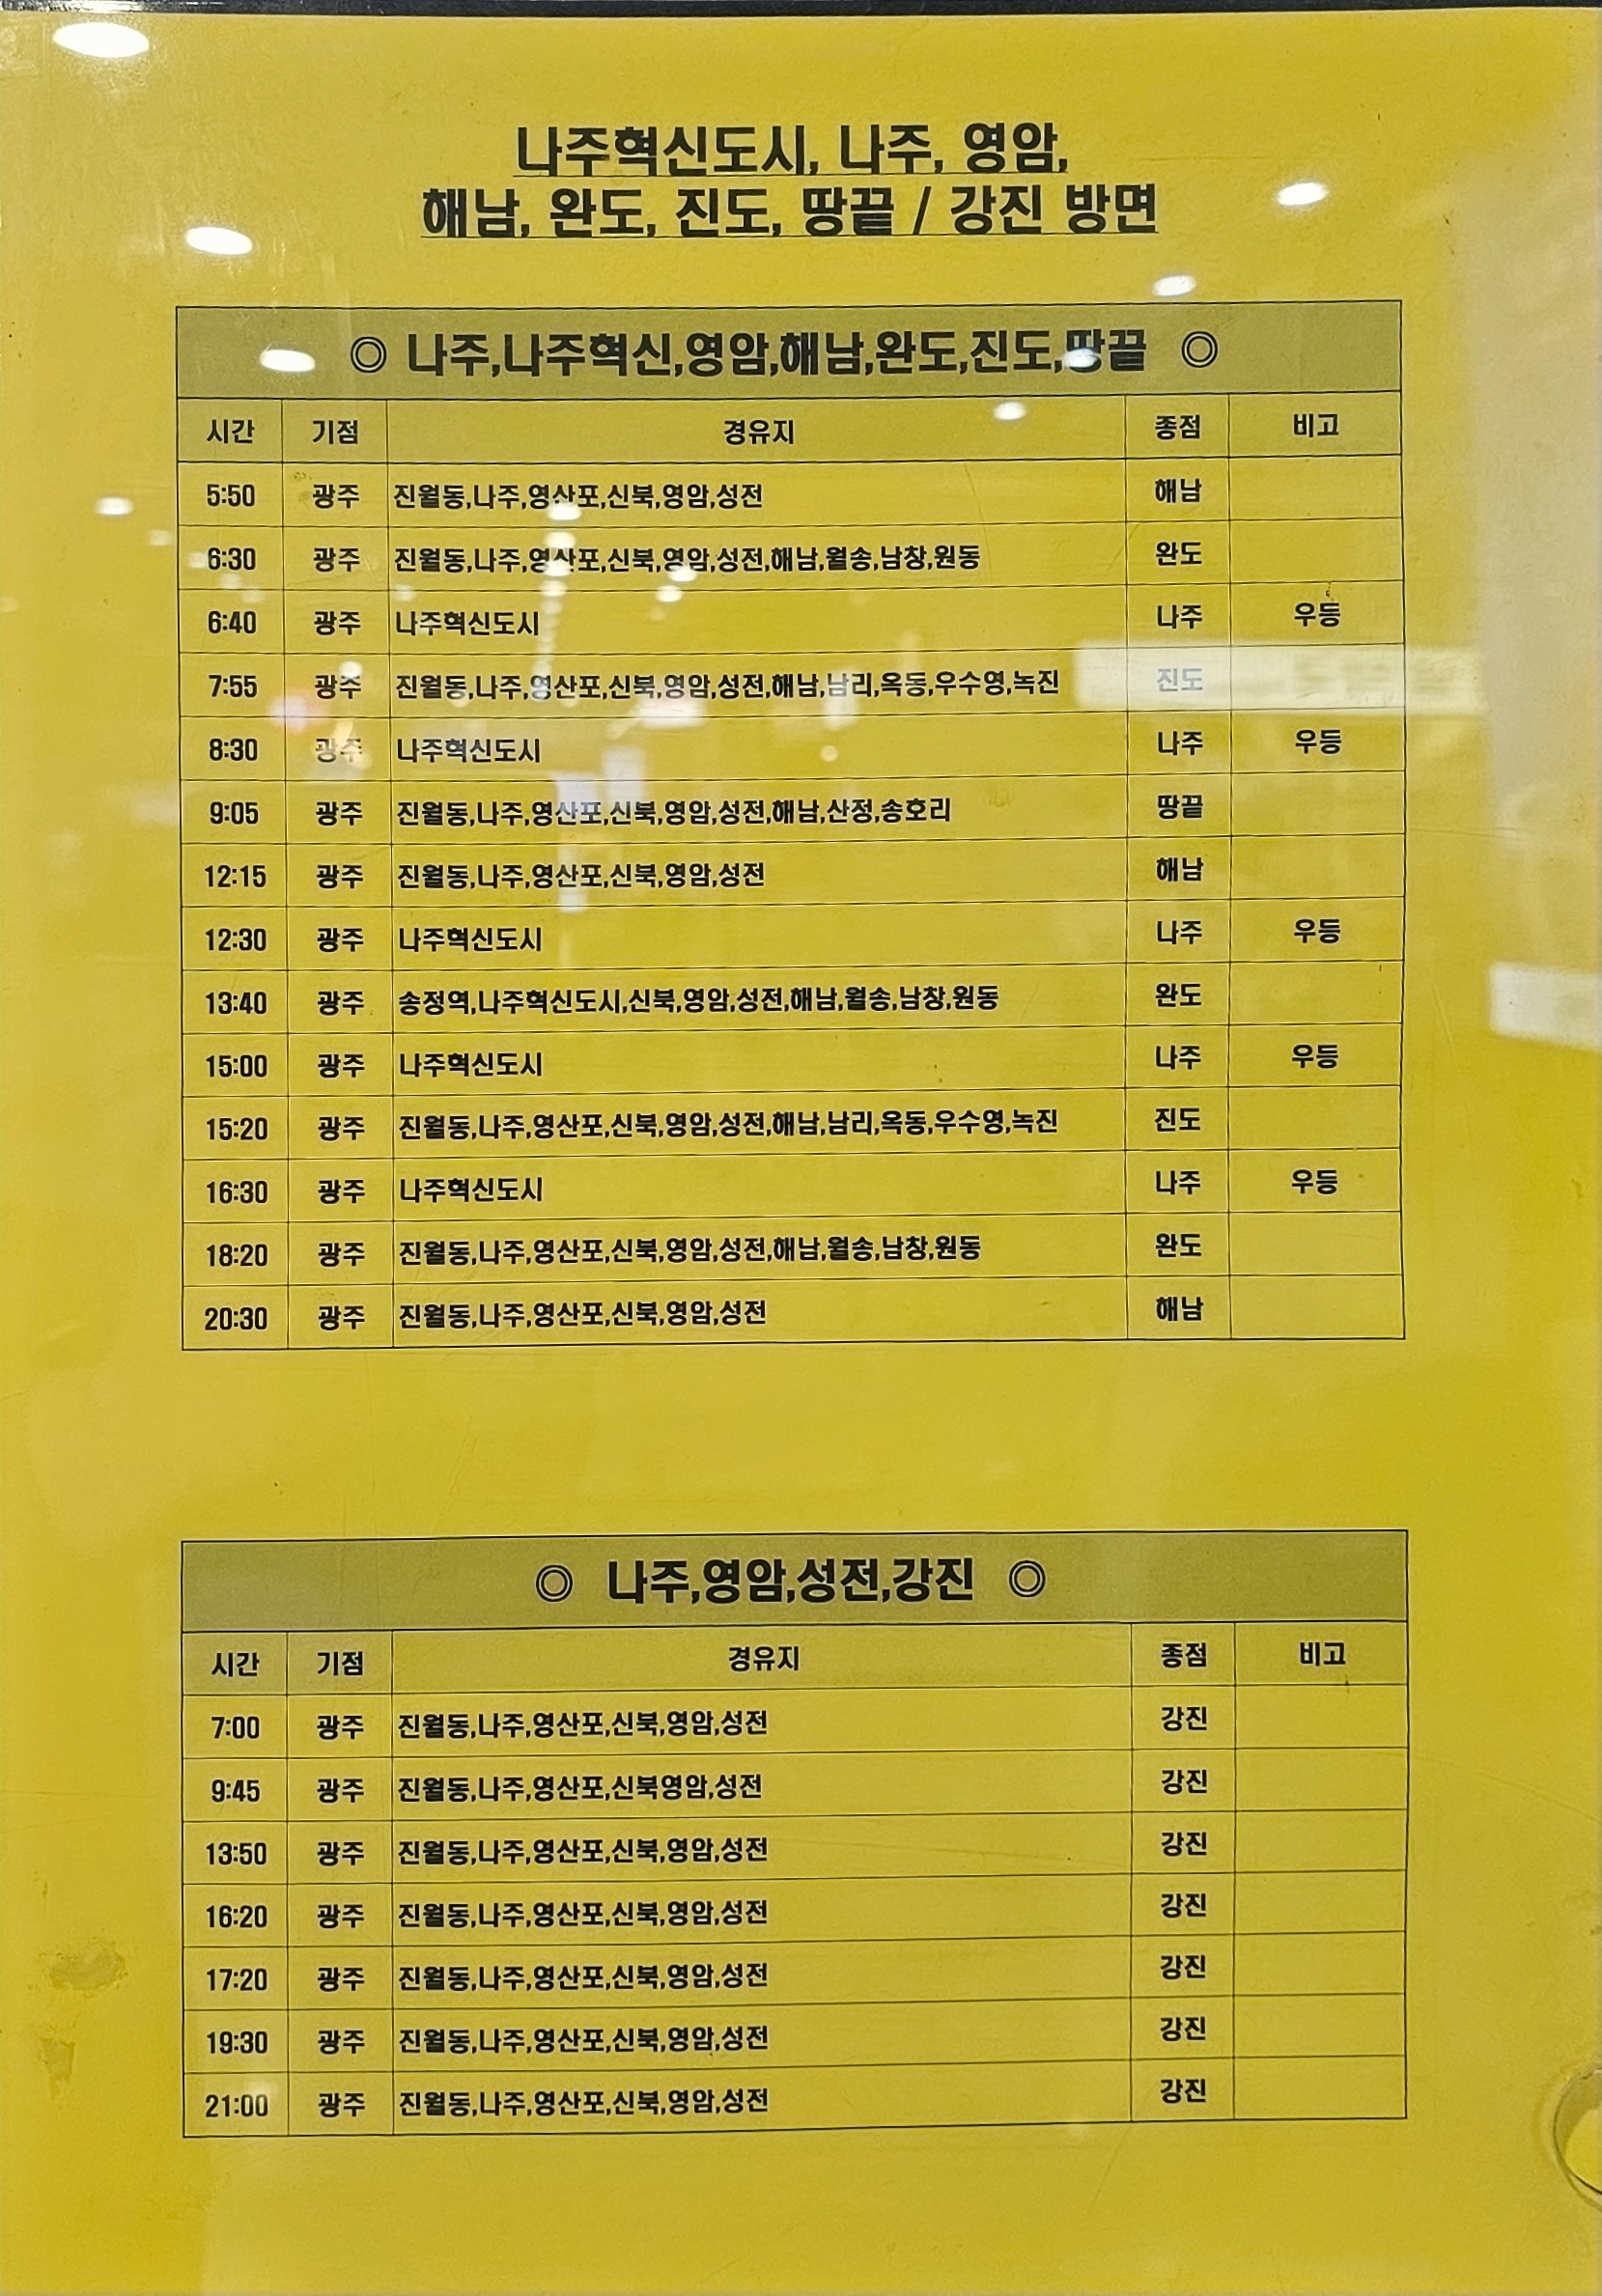 나주혁신도시, 나주, 영암,
해남, 완도, 진도, 땅끝 / 강진 방면
◎ 나주,나주혁신,영암,해남,완도,진도,땅끝 ◎
시간 기점 경유지 종점 비고
5:50 광주 진월동,나주,영산포,신북,영암,성전 해남
6:30 광주 진월동,나주,영산포,신북,영암,성전,해남,월송,남창,원동 완도
6:40 광주 나주혁신도시 나주 우등
7:55 광주 진월동,나주,영산포,신북,영암,성전,해남,남리,옥동,우수영,녹진 진도
8:30 광주 나주혁신도시 나주 우등
9:05 광주 진월동,나주,영산포,신북,영암,성전,해남,산정,송호리 땅끝
12:15 광주 진월동,나주,영산포,신북,영암,성전 해남
12:30 광주 나주혁신도시 나주 우등
13:40 광주 송정역,나주혁신도시,신북,영암,성전,해남,월송,남창,원동 완도
15:00 광주 나주혁신도시 나주 우등
15:20 광주 진월동,나주,영산포,신북,영암,성전,해남,남리,옥동,우수영,녹진 진도
16:30 광주 나주혁신도시 나주 우등
18:20 광주 진월동,나주,영산포,신북,영암,성전,해남,월송,남창,원동 완도
20:30 광주 진월동,나주,영산포,신북,영암,성전 해남
◎ 나주,영암,성전,강진 ◎
시간 기점 경유지 종점 비고
7:00 광주 진월동,나주,영산포,신북,영암,성전 강진
9:45 광주 진월동,나주,영산포,신북영암,성전 강진
13:50 광주 진월동,나주,영산포,신북,영암,성전 강진
16:20 광주 진월동,나주,영산포,신북,영암,성전 강진
17:20 광주 진월동,나주,영산포,신북,영암,성전 강진
19:30 광주 진월동,나주,영산포,신북,영암,성전 강진
21:00 광주 진월동,나주,영산포,신북,영암,성전 강진